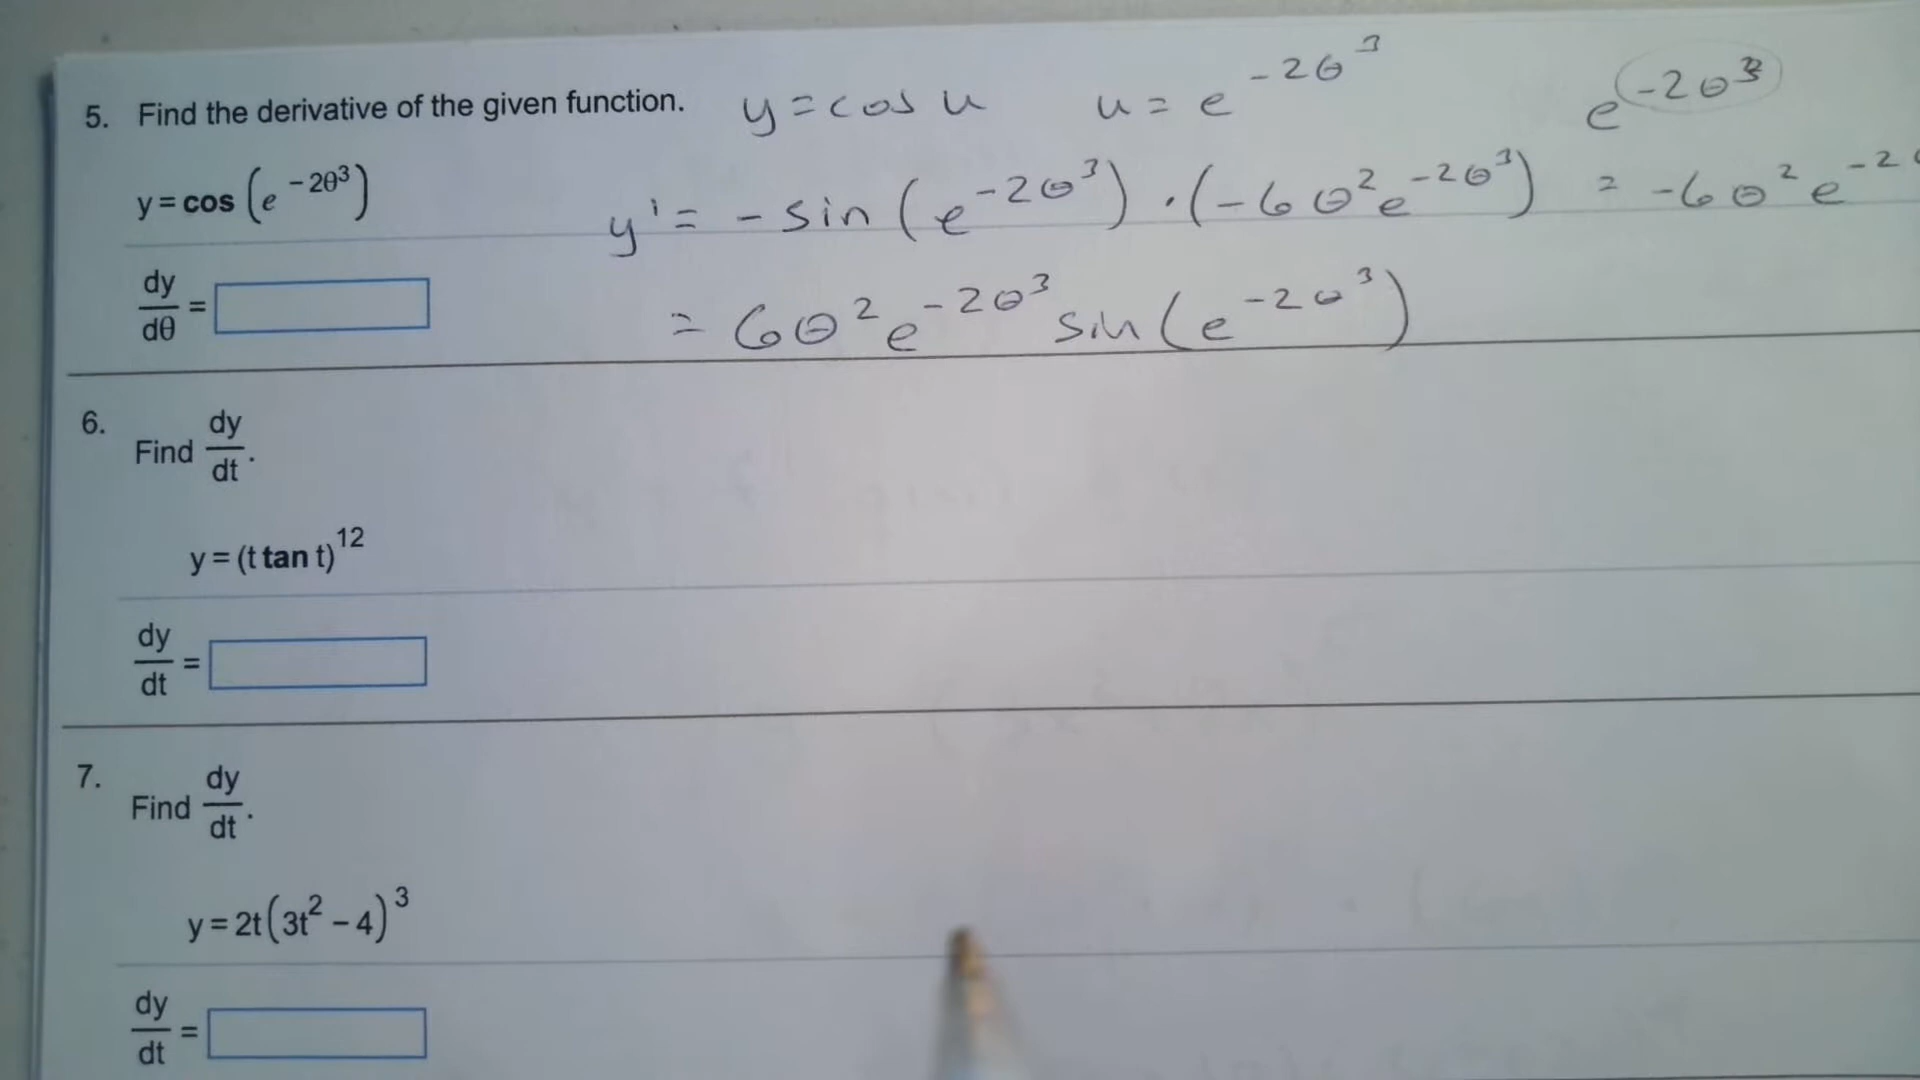 5. Find the derivative of the given function. y = cos u u = e^-2θ^3 e^-2θ^3
y = cos (e^-2θ^3) y' = - sin (e^-2θ^3) · (-6θ^2 e^-2θ^3) = -6θ^2 e^-2
dy/dθ = = 6θ^2 e^-2θ^3 sin (e^-2θ^3)
6. Find dy/dt.
y = (t tan t)^12
dy/dt =
7. Find dy/dt.
y = 2t(3t^2 - 4)^3
dy/dt =